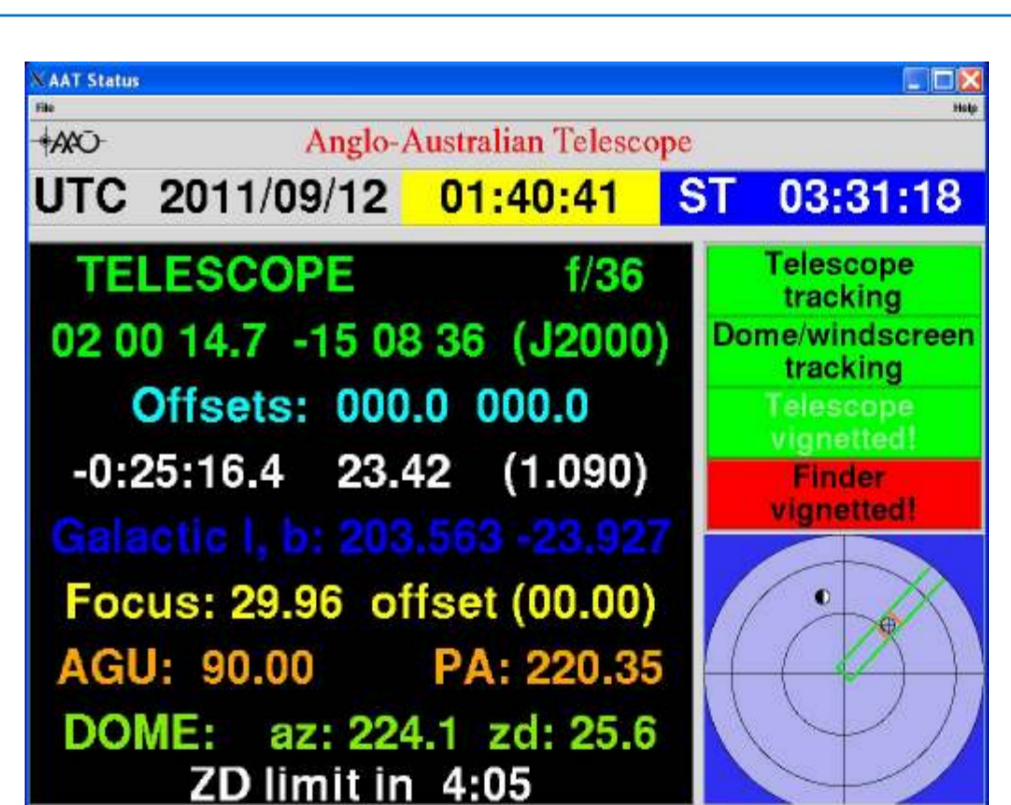 X AAT Status
File Help
AAO Anglo-Australian Telescope
UTC 2011/09/12 01:40:41 ST 03:31:18
TELESCOPE f/36
02 00 14.7 -15 08 36 (J2000)
Offsets: 000.0 000.0
-0:25:16.4 23.42 (1.090)
Galactic l, b: 203.563 -23.927
Focus: 29.96 offset (00.00)
AGU: 90.00 PA: 220.35
DOME: az: 224.1 zd: 25.6
ZD limit in 4:05
Telescope
tracking
Dome/windscreen
tracking
Telescope
vignetted!
Finder
vignetted!